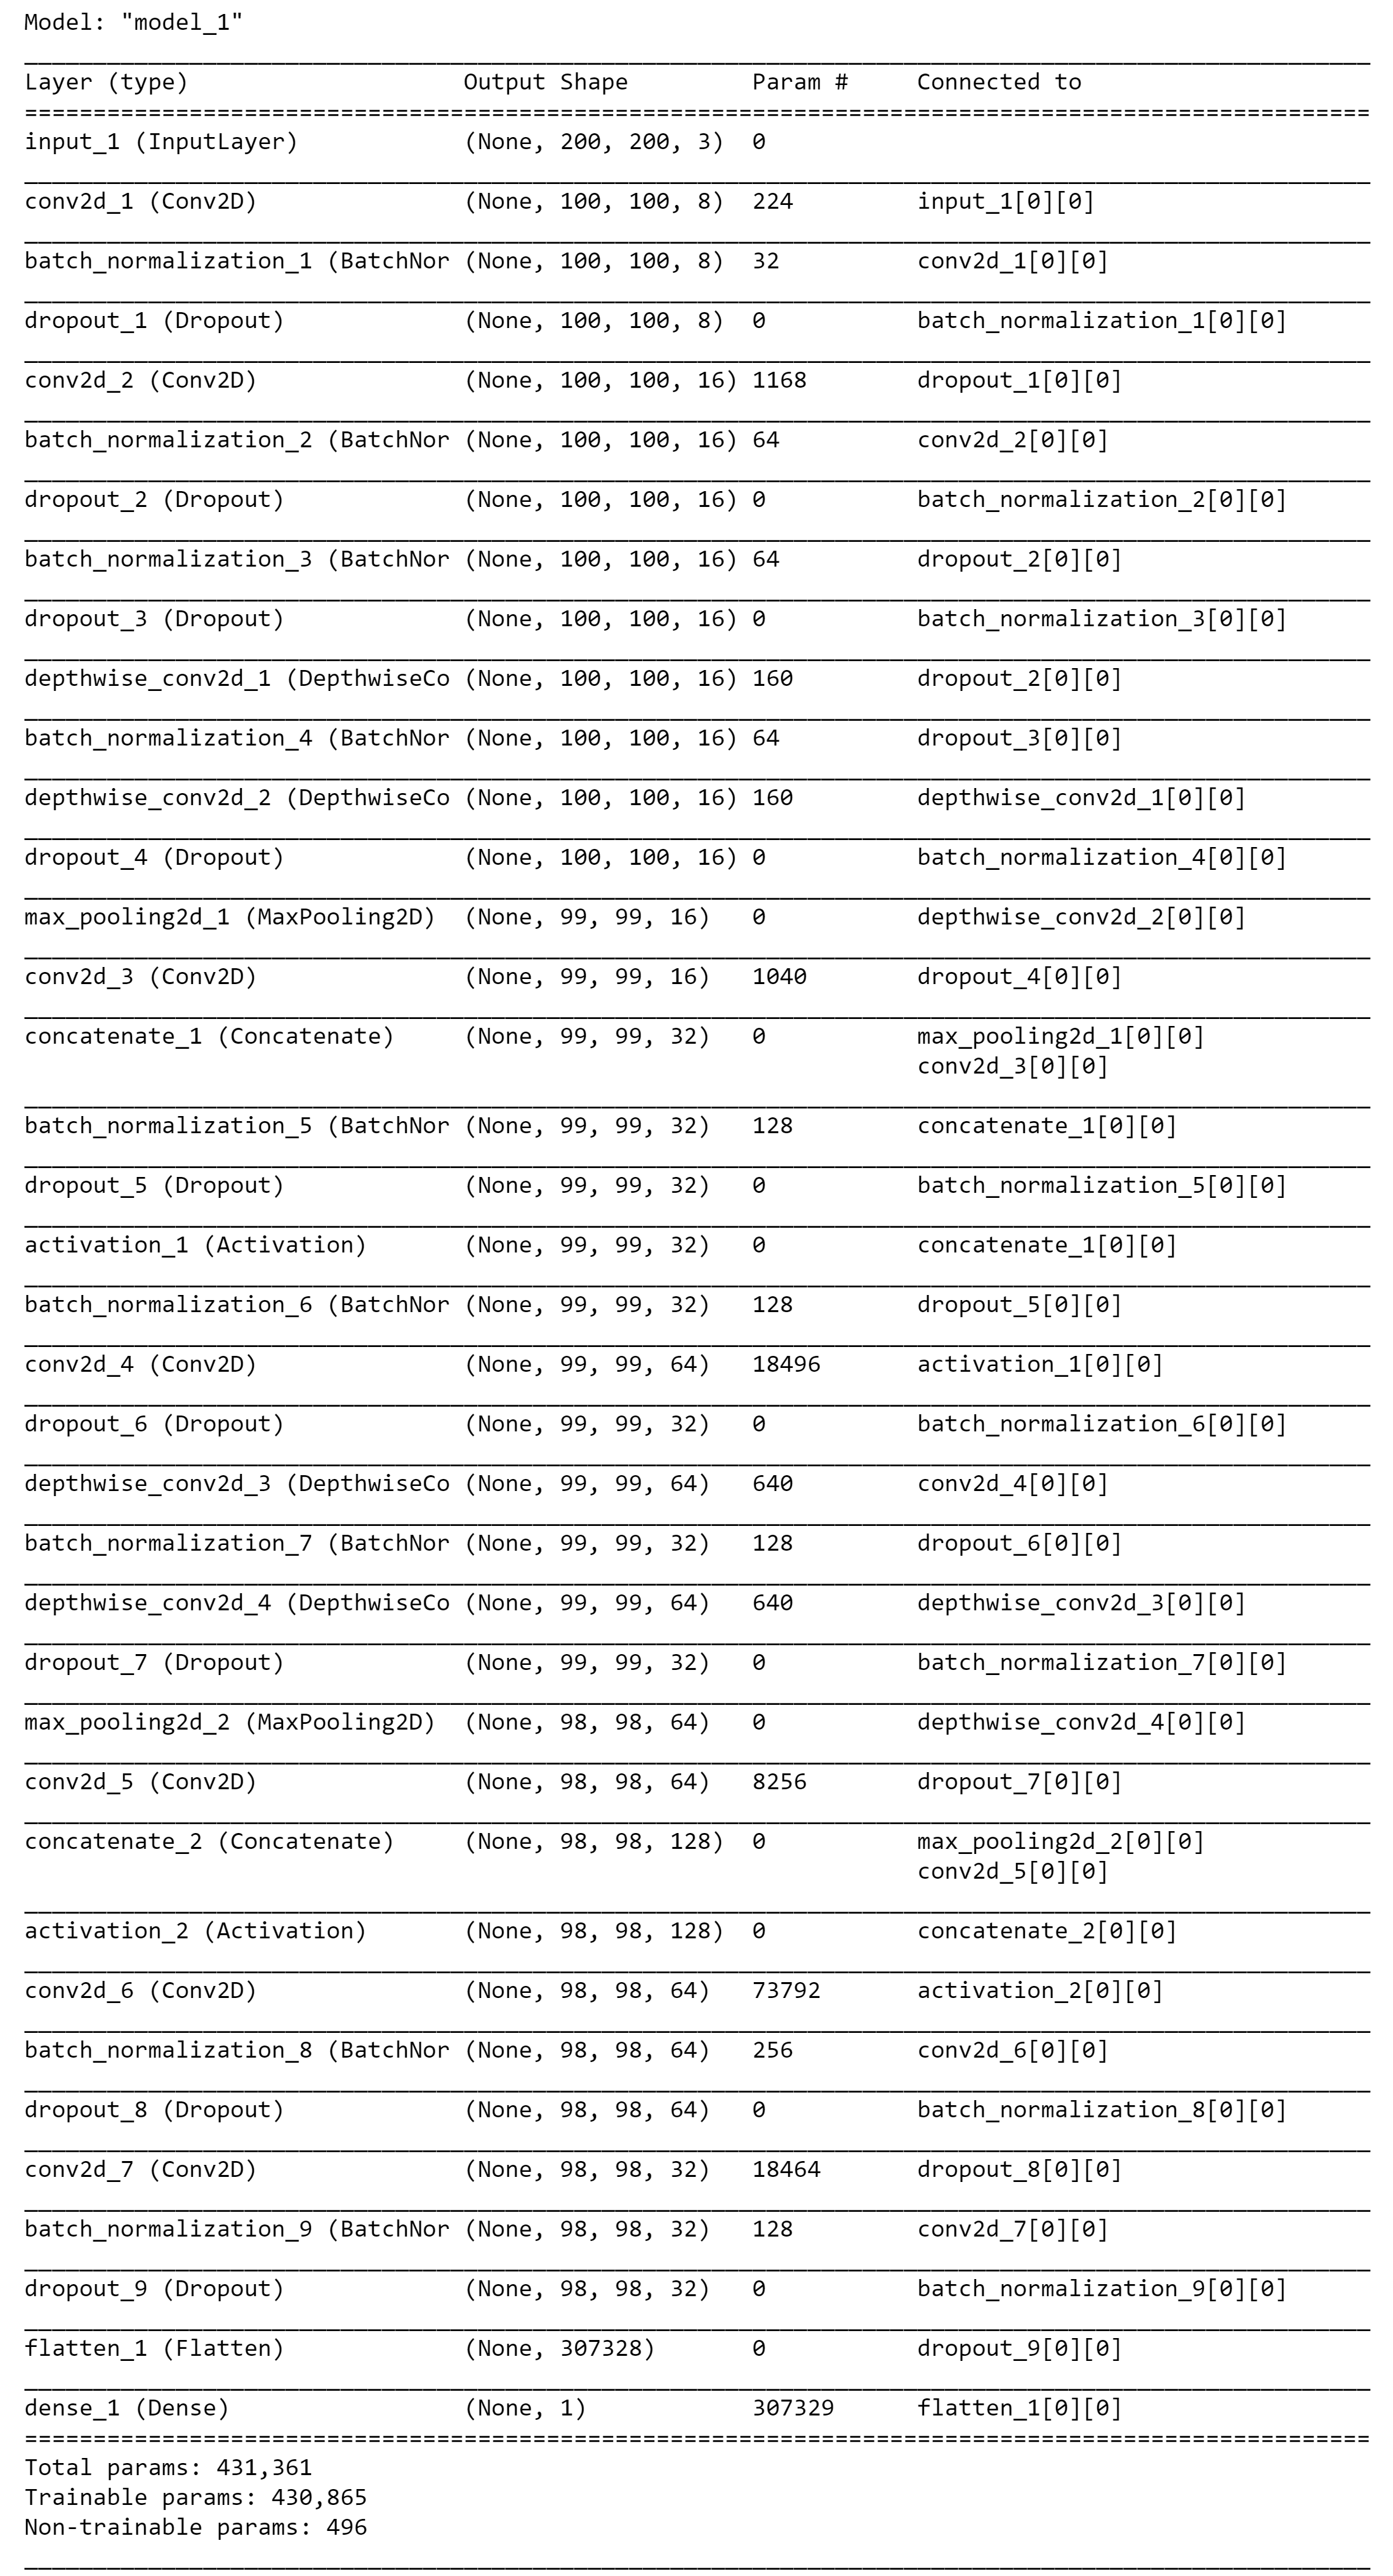 Model: "model_1"
Layer (type) Output Shape Param # Connected to
input_1 (InputLayer) (None, 200, 200, 3) 0
conv2d_1 (Conv2D) (None, 100, 100, 8) 224 input_1[0][0]
batch_normalization_1 (BatchNor (None, 100, 100, 8) 32 conv2d_1[0][0]
dropout_1 (Dropout) (None, 100, 100, 8) 0 batch_normalization_1[0][0]
conv2d_2 (Conv2D) (None, 100, 100, 16) 1168 dropout_1[0][0]
batch_normalization_2 (BatchNor (None, 100, 100, 16) 64 conv2d_2[0][0]
dropout_2 (Dropout) (None, 100, 100, 16) 0 batch_normalization_2[0][0]
batch_normalization_3 (BatchNor (None, 100, 100, 16) 64 dropout_2[0][0]
dropout_3 (Dropout) (None, 100, 100, 16) 0 batch_normalization_3[0][0]
depthwise_conv2d_1 (DepthwiseCo (None, 100, 100, 16) 160 dropout_2[0][0]
batch_normalization_4 (BatchNor (None, 100, 100, 16) 64 dropout_3[0][0]
depthwise_conv2d_2 (DepthwiseCo (None, 100, 100, 16) 160 depthwise_conv2d_1[0][0]
dropout_4 (Dropout) (None, 100, 100, 16) 0 batch_normalization_4[0][0]
max_pooling2d_1 (MaxPooling2D) (None, 99, 99, 16) 0 depthwise_conv2d_2[0][0]
conv2d_3 (Conv2D) (None, 99, 99, 16) 1040 dropout_4[0][0]
concatenate_1 (Concatenate) (None, 99, 99, 32) 0 max_pooling2d_1[0][0]
conv2d_3[0][0]
batch_normalization_5 (BatchNor (None, 99, 99, 32) 128 concatenate_1[0][0]
dropout_5 (Dropout) (None, 99, 99, 32) 0 batch_normalization_5[0][0]
activation_1 (Activation) (None, 99, 99, 32) 0 concatenate_1[0][0]
batch_normalization_6 (BatchNor (None, 99, 99, 32) 128 dropout_5[0][0]
conv2d_4 (Conv2D) (None, 99, 99, 64) 18496 activation_1[0][0]
dropout_6 (Dropout) (None, 99, 99, 32) 0 batch_normalization_6[0][0]
depthwise_conv2d_3 (DepthwiseCo (None, 99, 99, 64) 640 conv2d_4[0][0]
batch_normalization_7 (BatchNor (None, 99, 99, 32) 128 dropout_6[0][0]
depthwise_conv2d_4 (DepthwiseCo (None, 99, 99, 64) 640 depthwise_conv2d_3[0][0]
dropout_7 (Dropout) (None, 99, 99, 32) 0 batch_normalization_7[0][0]
max_pooling2d_2 (MaxPooling2D) (None, 98, 98, 64) 0 depthwise_conv2d_4[0][0]
conv2d_5 (Conv2D) (None, 98, 98, 64) 8256 dropout_7[0][0]
concatenate_2 (Concatenate) (None, 98, 98, 128) 0 max_pooling2d_2[0][0]
conv2d_5[0][0]
activation_2 (Activation) (None, 98, 98, 128) 0 concatenate_2[0][0]
conv2d_6 (Conv2D) (None, 98, 98, 64) 73792 activation_2[0][0]
batch_normalization_8 (BatchNor (None, 98, 98, 64) 256 conv2d_6[0][0]
dropout_8 (Dropout) (None, 98, 98, 64) 0 batch_normalization_8[0][0]
conv2d_7 (Conv2D) (None, 98, 98, 32) 18464 dropout_8[0][0]
batch_normalization_9 (BatchNor (None, 98, 98, 32) 128 conv2d_7[0][0]
dropout_9 (Dropout) (None, 98, 98, 32) 0 batch_normalization_9[0][0]
flatten_1 (Flatten) (None, 307328) 0 dropout_9[0][0]
dense_1 (Dense) (None, 1) 307329 flatten_1[0][0]
Total params: 431,361
Trainable params: 430,865
Non-trainable params: 496